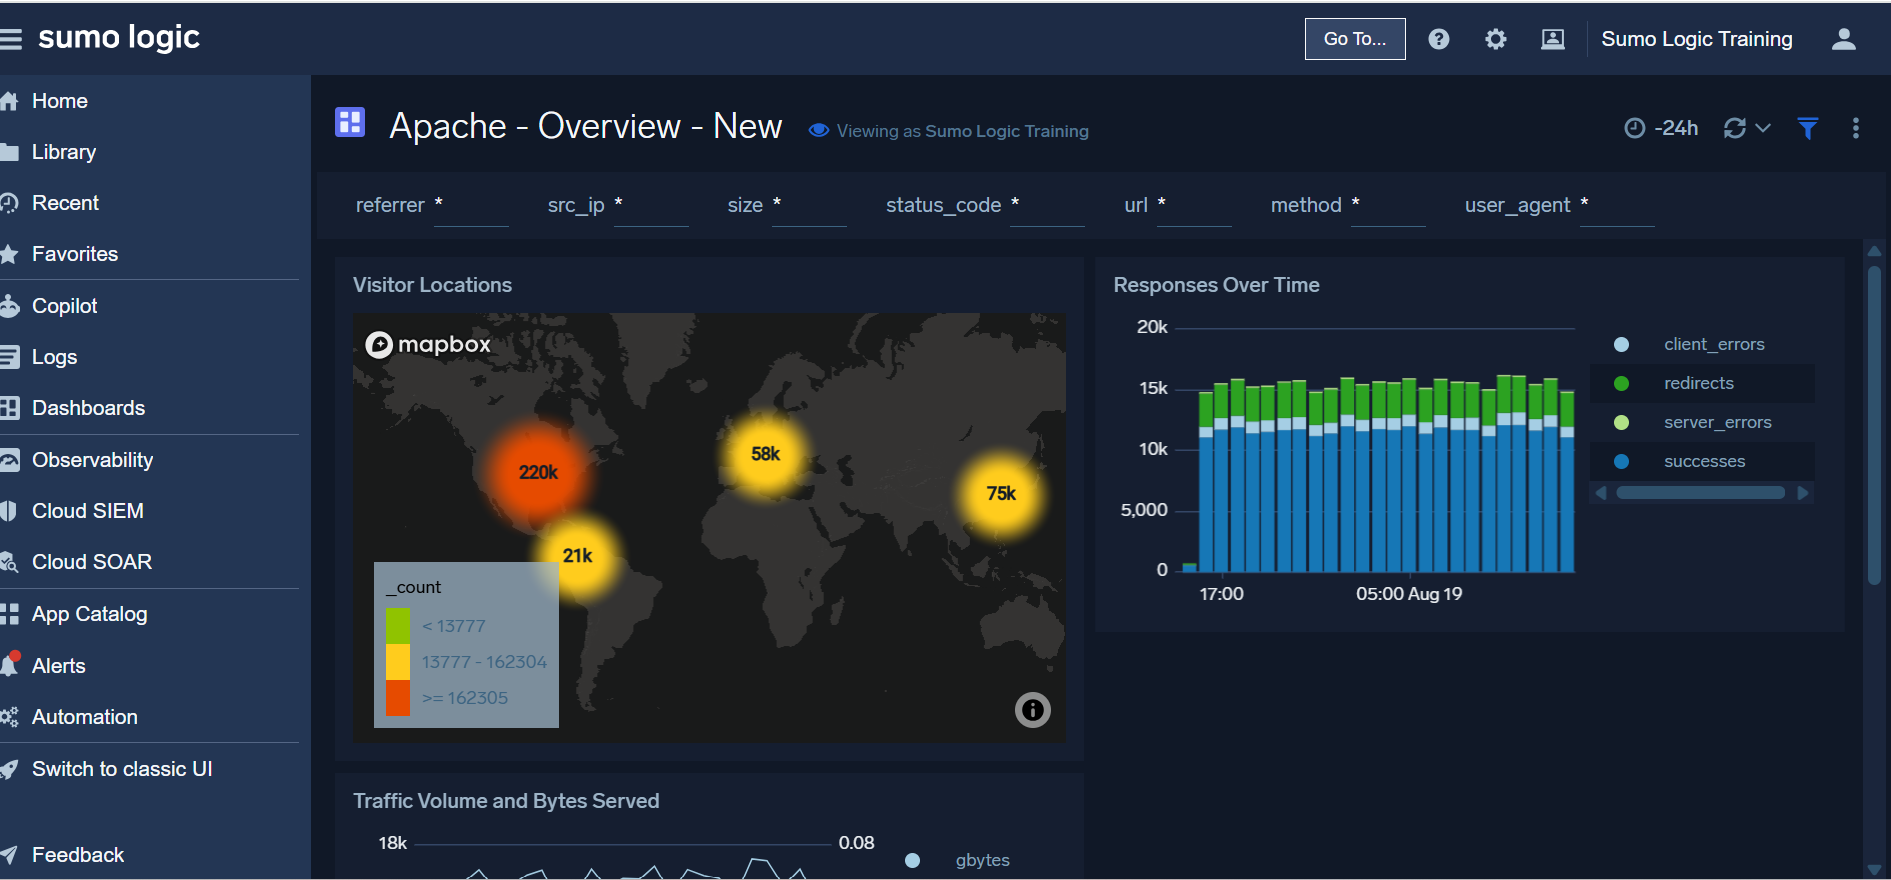 sumo logic
Go To...
Sumo Logic Training
Home
Library
Recent
Favorites
Copilot
Logs
Dashboards
Observability
Cloud SIEM
Cloud SOAR
App Catalog
Alerts
Automation
Switch to classic UI
Feedback
Apache - Overview - New
Viewing as Sumo Logic Training
-24h
referrer *
src_ip *
size *
status_code *
url *
method *
user_agent *
Visitor Locations
mapbox
220k
58k
75k
21k
_count
< 13777
13777 - 162304
>= 162305
Responses Over Time
20k
15k
10k
5,000
0
17:00
05:00 Aug 19
client_errors
redirects
server_errors
successes
Traffic Volume and Bytes Served
18k
0.08
gbytes